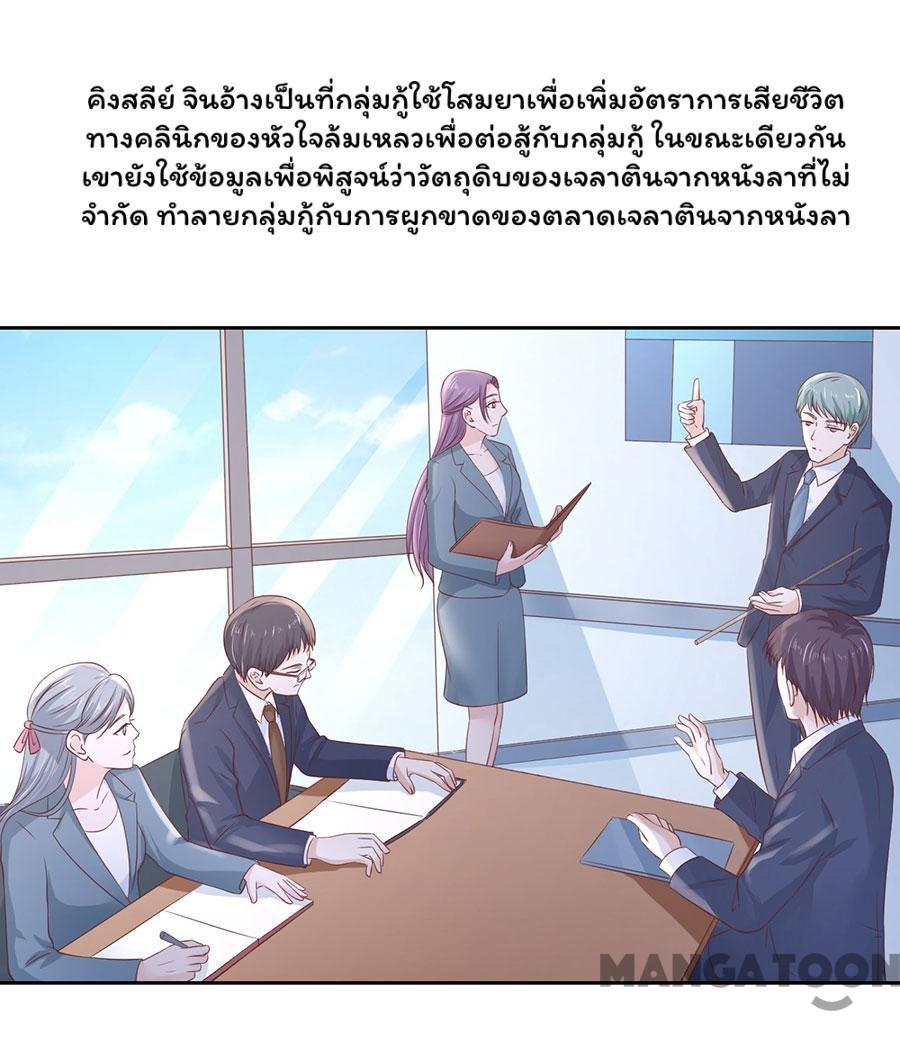 คิงสลีย์ จินอ้างเป็นที่กลุ่มกู้ใช้โสมยาเพื่อเพิ่มอัตราการเสียชีวิต
ทางคลินิกของหัวใจล้มเหลวเพื่อต่อสู้กับกลุ่มกู้ ในขณะเดียวกัน
เขายังใช้ข้อมูลเพื่อพิสูจน์ว่าวัตถุดิบของเจลาตินจากหนังลาที่ไม่
จำกัด ทำลายกลุ่มกู้กับการผูกขาดของตลาดเจลาตินจากหนังลา
MANGATOON